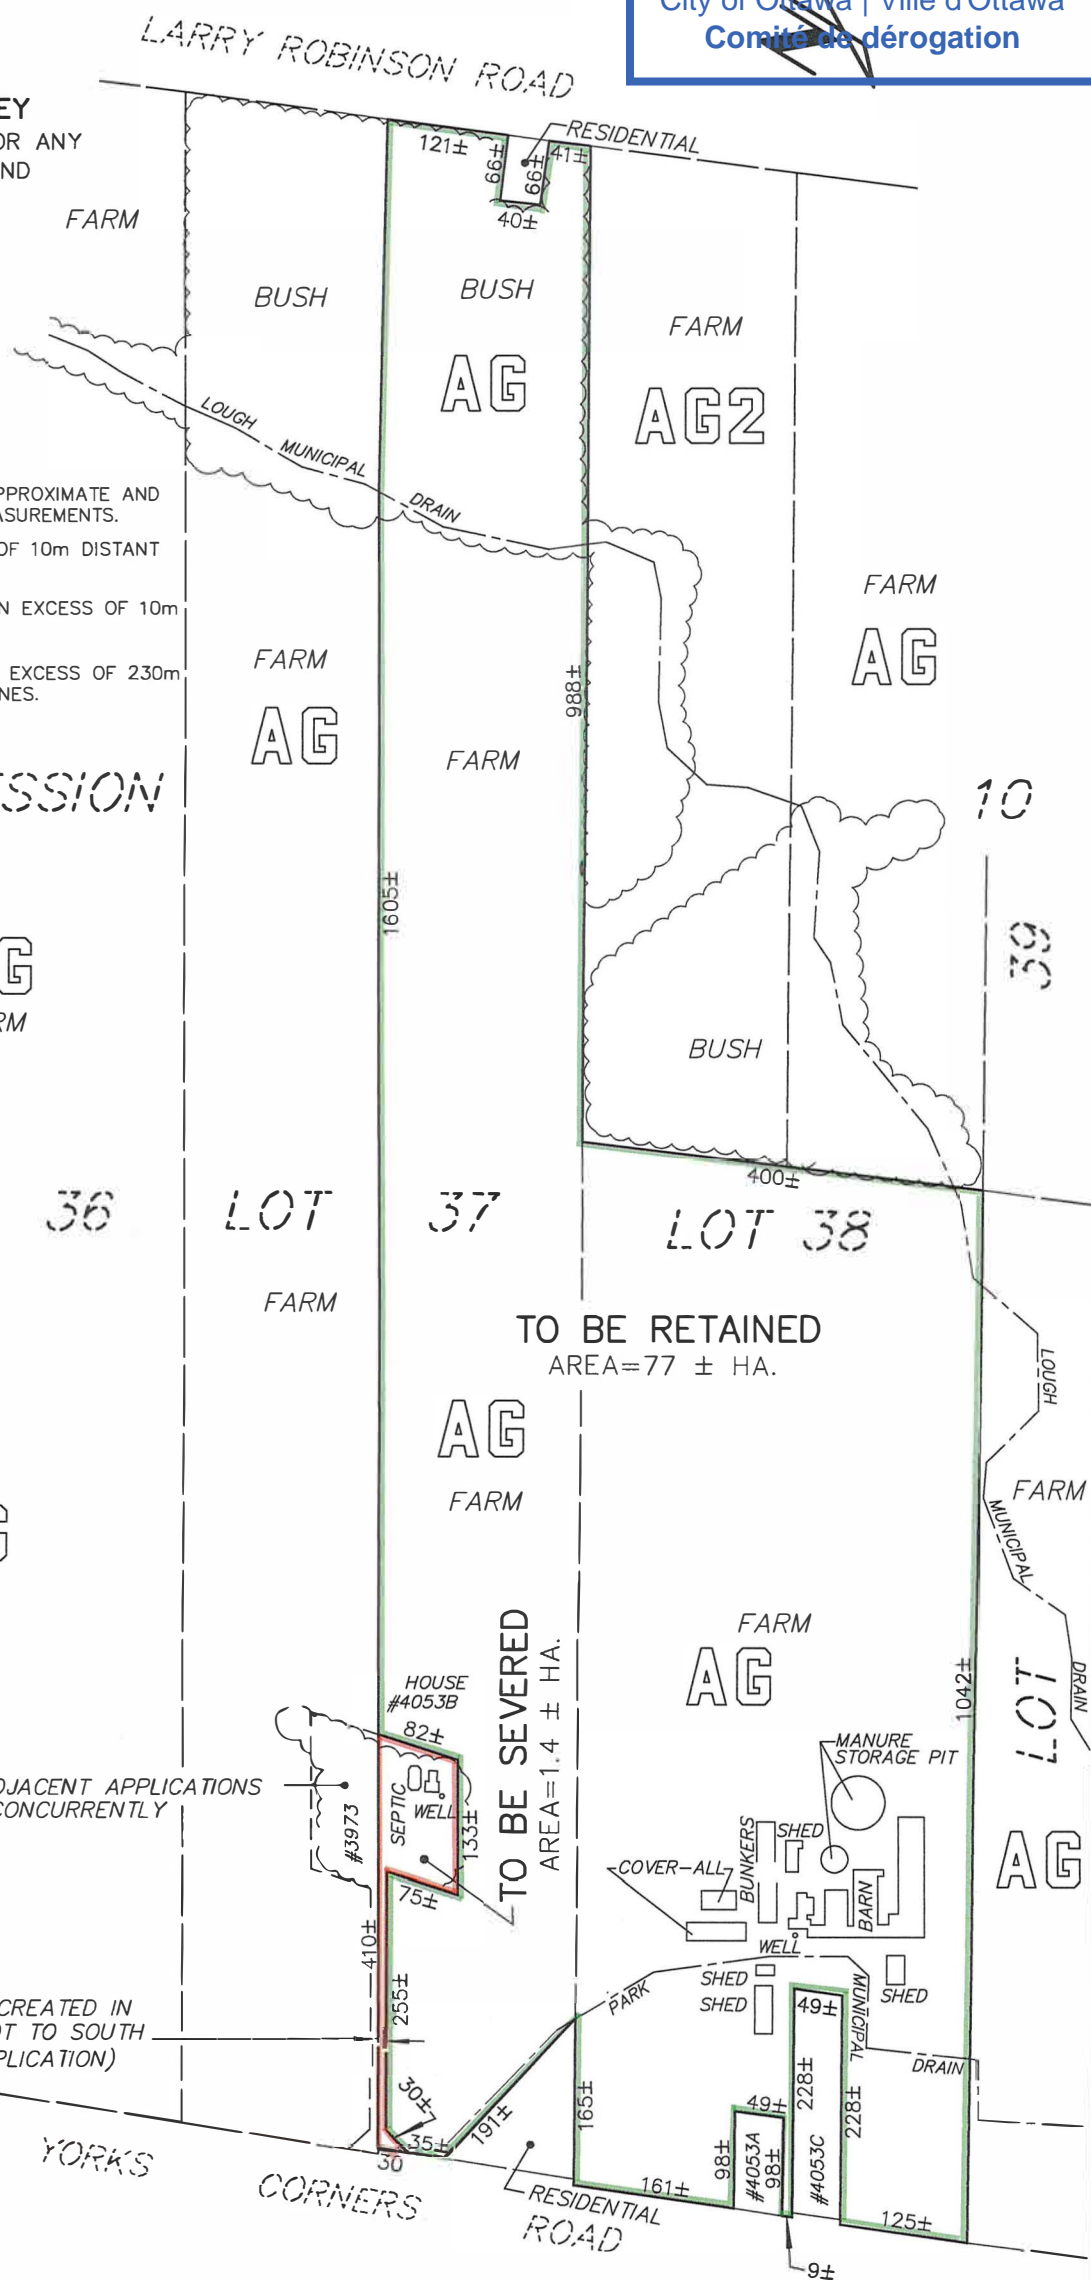 City of Ottawa | Ville d'Ottawa
Comité de dérogation
LARRY ROBINSON ROAD
EY
OR ANY
ND
FARM
121±
66±
RESIDENTIAL
66±
41±
40±
BUSH
BUSH
FARM
AG
AG2
LOUGH
MUNICIPAL
DRAIN
PPROXIMATE AND
ASUREMENTS.
OF 10m DISTANT
N EXCESS OF 10m
EXCESS OF 230m
NES.
FARM
AG
FARM
AG
988±
FARM
ESSION
10
1605±
39
G
RM
BUSH
400±
36
LOT
37
LOT 38
FARM
TO BE RETAINED
AREA=77 ± HA.
LOUGH
AG
FARM
FARM
MUNICIPAL
G
FARM
AG
TO BE SEVERED
AREA=1.4 ± HA.
1042±
LOT
DRAIN
HOUSE
#4053B
82±
MANURE
STORAGE PIT
DJACENT APPLICATIONS
CONCURRENTLY
#3973
SEPTIC
WELL
133±
75±
BUNKERS
SHED
COVER-ALL
BARN
AG
410±
255±
WELL
SHED
SHED
SHED
PARK
MUNICIPAL
DRAIN
49±
CREATED IN
OT TO SOUTH
PLICATION)
30±
35±
30
191±
165±
228±
228±
49±
98±
#4053A
98±
#4053C
161±
125±
9±
YORKS
CORNERS
RESIDENTIAL
ROAD